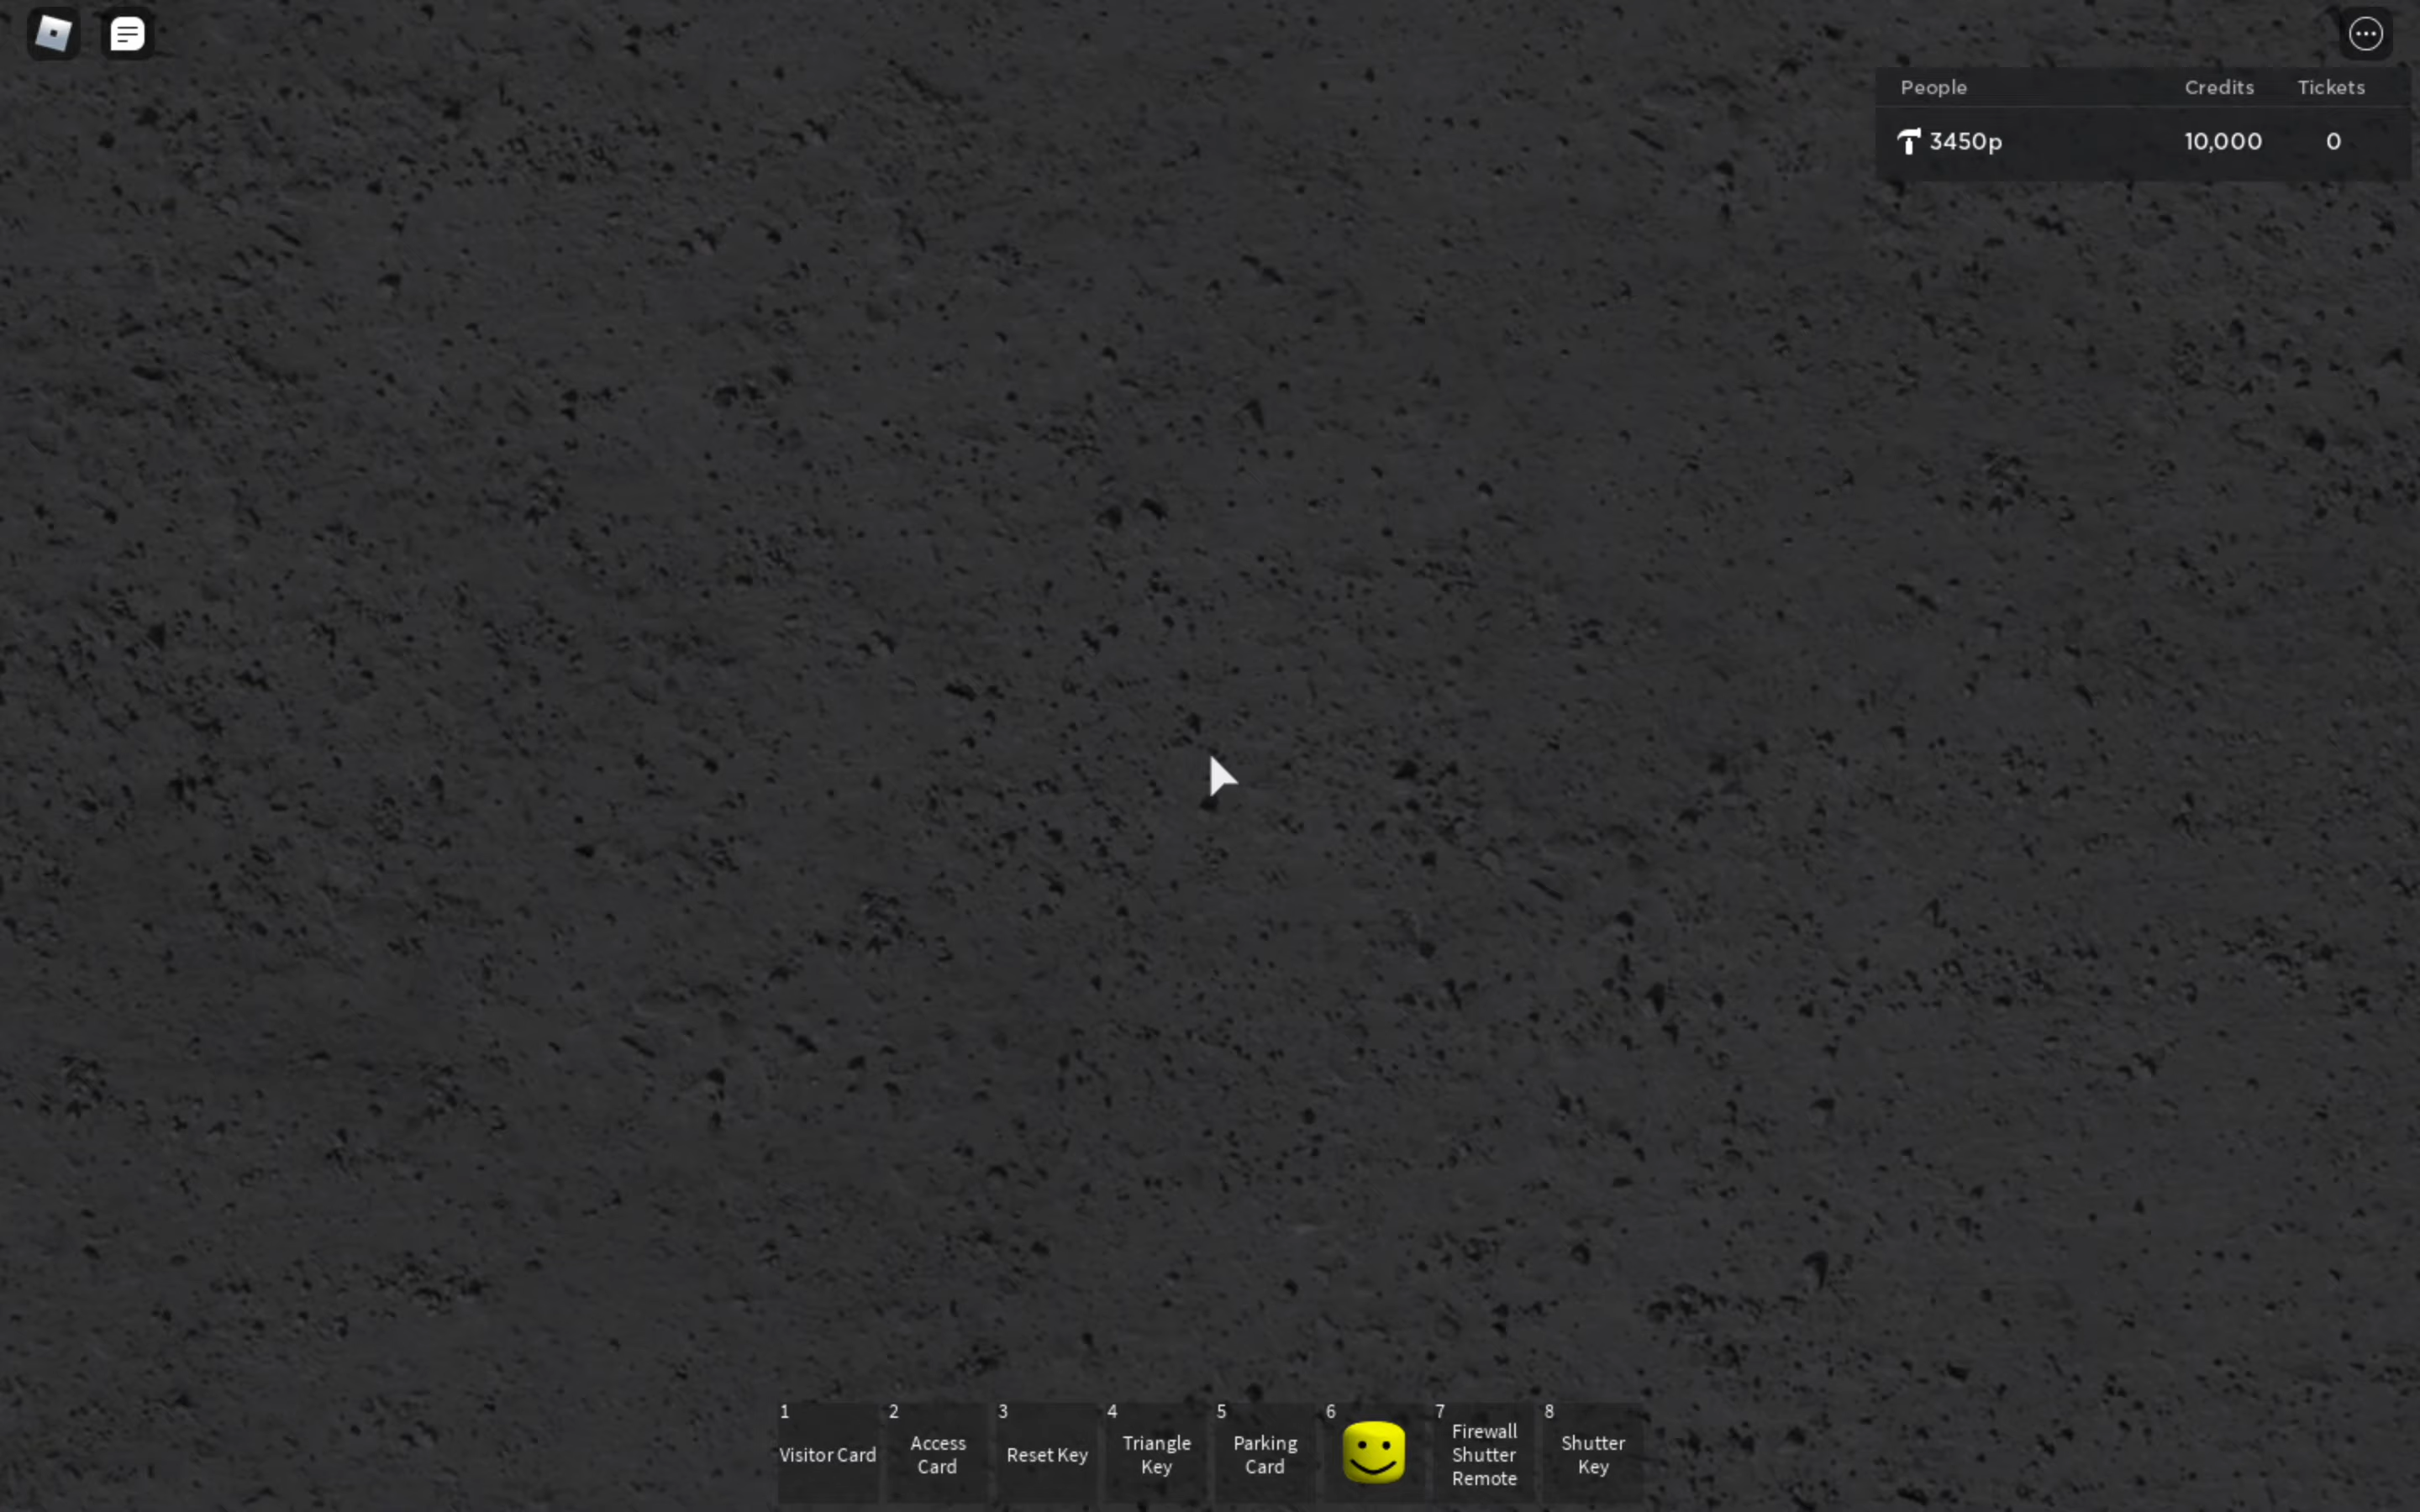 People Credits Tickets
3450p 10,000 0
1 2 3 4 5 6 7 8
Visitor Card
Access
Card
Reset Key
Triangle
Key
Parking
Card
Firewall
Shutter
Remote
Shutter
Key